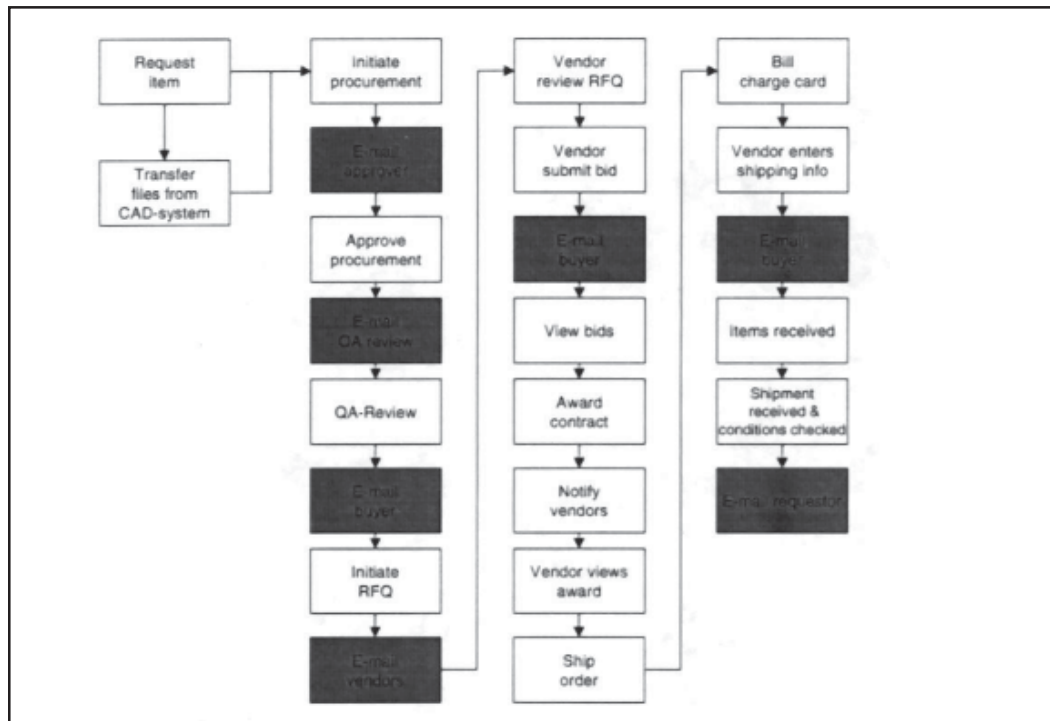 Request
item
Transfer
files from
CAD-system
Initiate
procurement
E-mail
approver
Approve
procurement
E-mail
QA review
QA-Review
E-mail
buyer
Initiate
RFQ
E-mail
vendors
Vendor
review RFQ
Vendor
submit bid
E-mail
buyer
View bids
Award
contract
Notify
vendors
Vendor views
award
Ship
order
Bill
charge card
Vendor enters
shipping info
E-mail
buyer
Items received
Shipment
received &
conditions checked
E-mail requestor